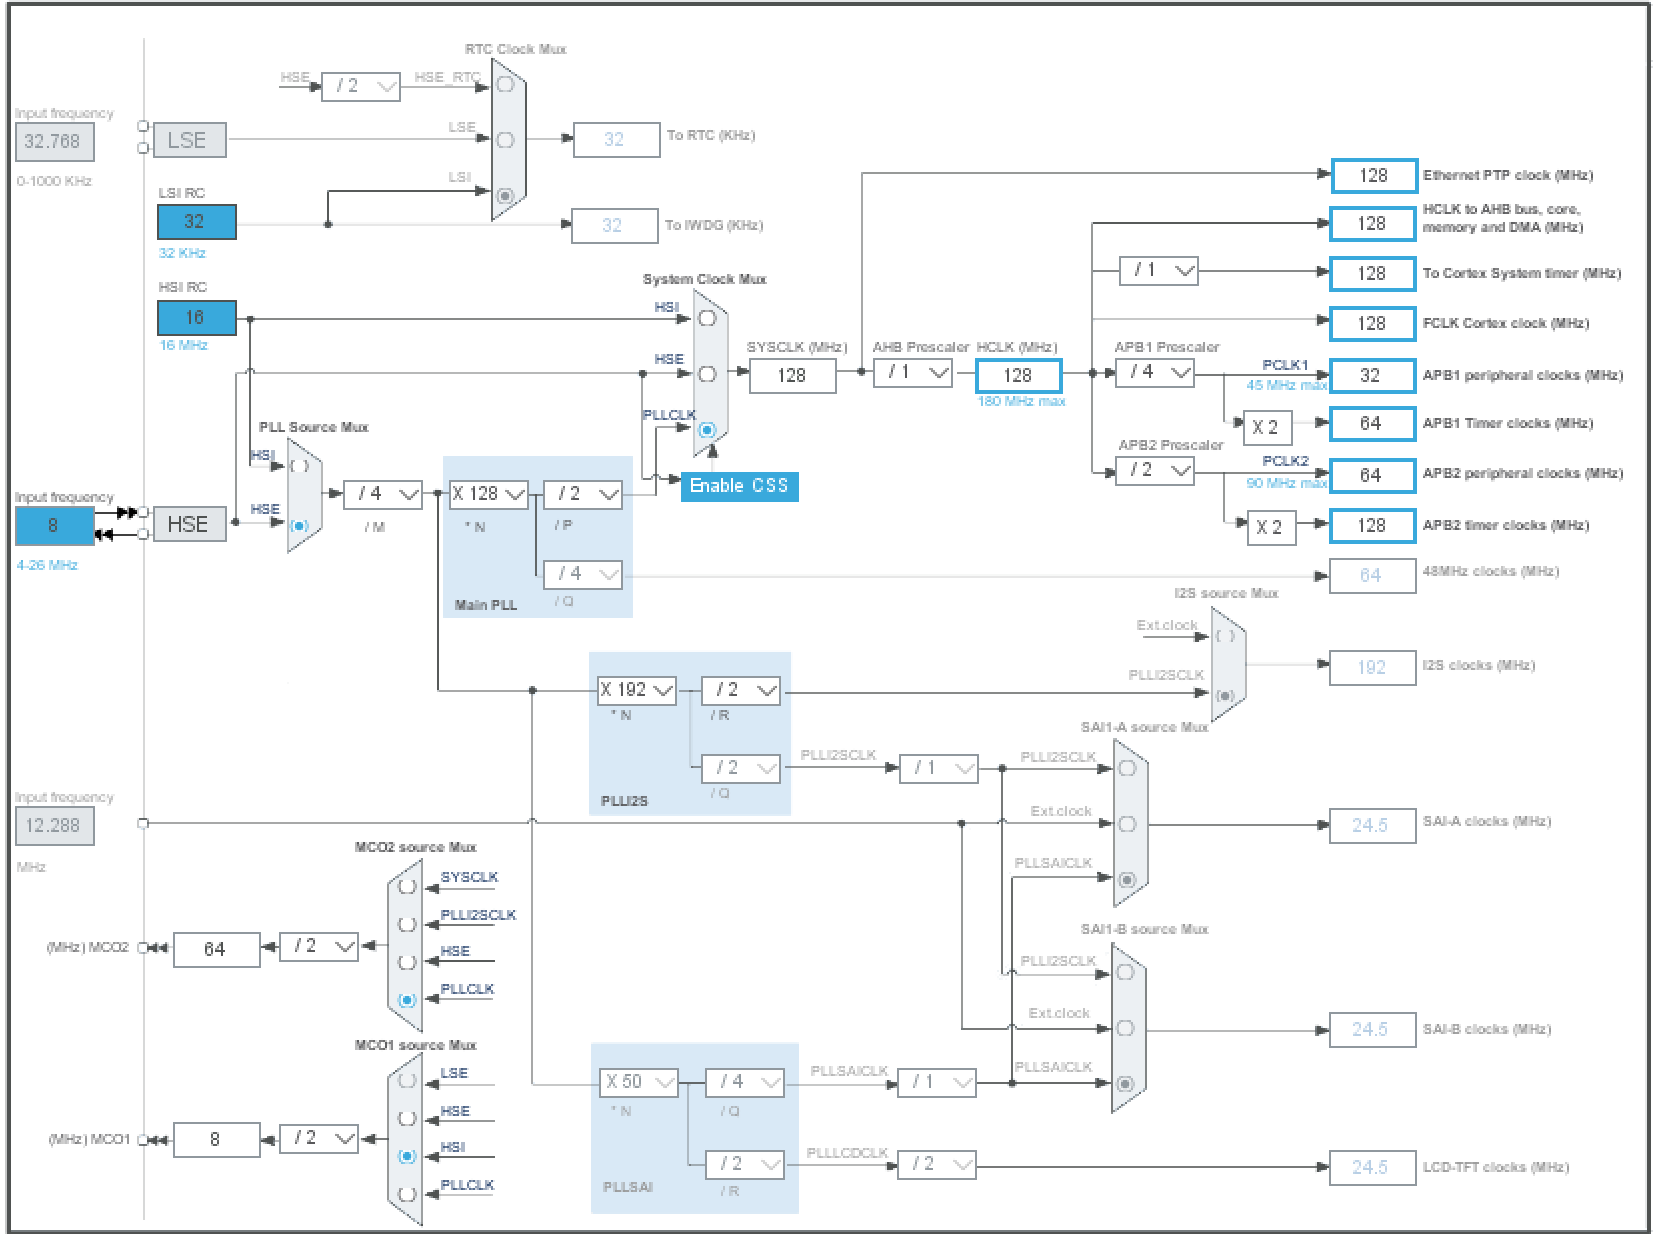 RTC Clock Mux
HSE
/ 2
HSE_RTC
Input frequency
32.768
0-1000 KHz
LSE
LSE
32
To RTC (KHz)
LSI
LSI RC
32
32 KHz
32
To IWDG (KHz)
HSI RC
16
16 MHz
System Clock Mux
HSI
HSE
PLLCLK
SYSCLK (MHz)
128
AHB Prescaler
/ 1
HCLK (MHz)
128
180 MHz max
128
Ethernet PTP clock (MHz)
128
HCLK to AHB bus, core,
memory and DMA (MHz)
/ 1
128
To Cortex System timer (MHz)
128
FCLK Cortex clock (MHz)
APB1 Prescaler
/ 4
PCLK1
45 MHz max
32
APB1 peripheral clocks (MHz)
X 2
64
APB1 Timer clocks (MHz)
APB2 Prescaler
/ 2
PCLK2
90 MHz max
64
APB2 peripheral clocks (MHz)
X 2
128
APB2 timer clocks (MHz)
PLL Source Mux
HSI
HSE
Input frequency
8
4-26 MHz
HSE
/ 4
/ M
X 128
* N
/ 2
/ P
/ 4
/ Q
Main PLL
Enable CSS
64
48MHz clocks (MHz)
I2S source Mux
Ext.clock
PLLI2SCLK
192
I2S clocks (MHz)
X 192
* N
/ 2
/ R
/ 2
/ Q
PLLI2S
PLLI2SCLK
/ 1
SAI1-A source Mux
PLLI2SCLK
Ext.clock
PLLSAICLK
24.5
SAI-A clocks (MHz)
Input frequency
12.288
MHz
MCO2 source Mux
SYSCLK
PLLI2SCLK
HSE
PLLCLK
(MHz) MCO2
64
/ 2
SAI1-B source Mux
PLLI2SCLK
Ext.clock
PLLSAICLK
24.5
SAI-B clocks (MHz)
MCO1 source Mux
LSE
HSE
HSI
PLLCLK
(MHz) MCO1
8
/ 2
X 50
* N
/ 4
/ Q
PLLSAICLK
/ 1
/ 2
/ R
PLLSAI
PLLLCDCLK
/ 2
24.5
LCD-TFT clocks (MHz)